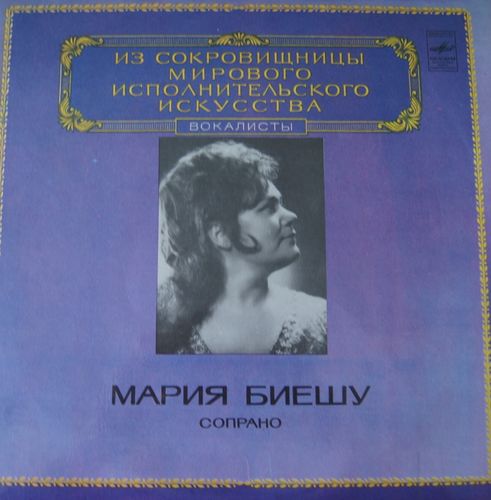 ИЗ СОКРОВИЩНИЦЫ
МИРОВОГО
ИСПОЛНИТЕЛЬСКОГО
ИСКУССТВА
ВОКАЛИСТЫ
МАРИЯ БИЕШУ
СОПРАНО